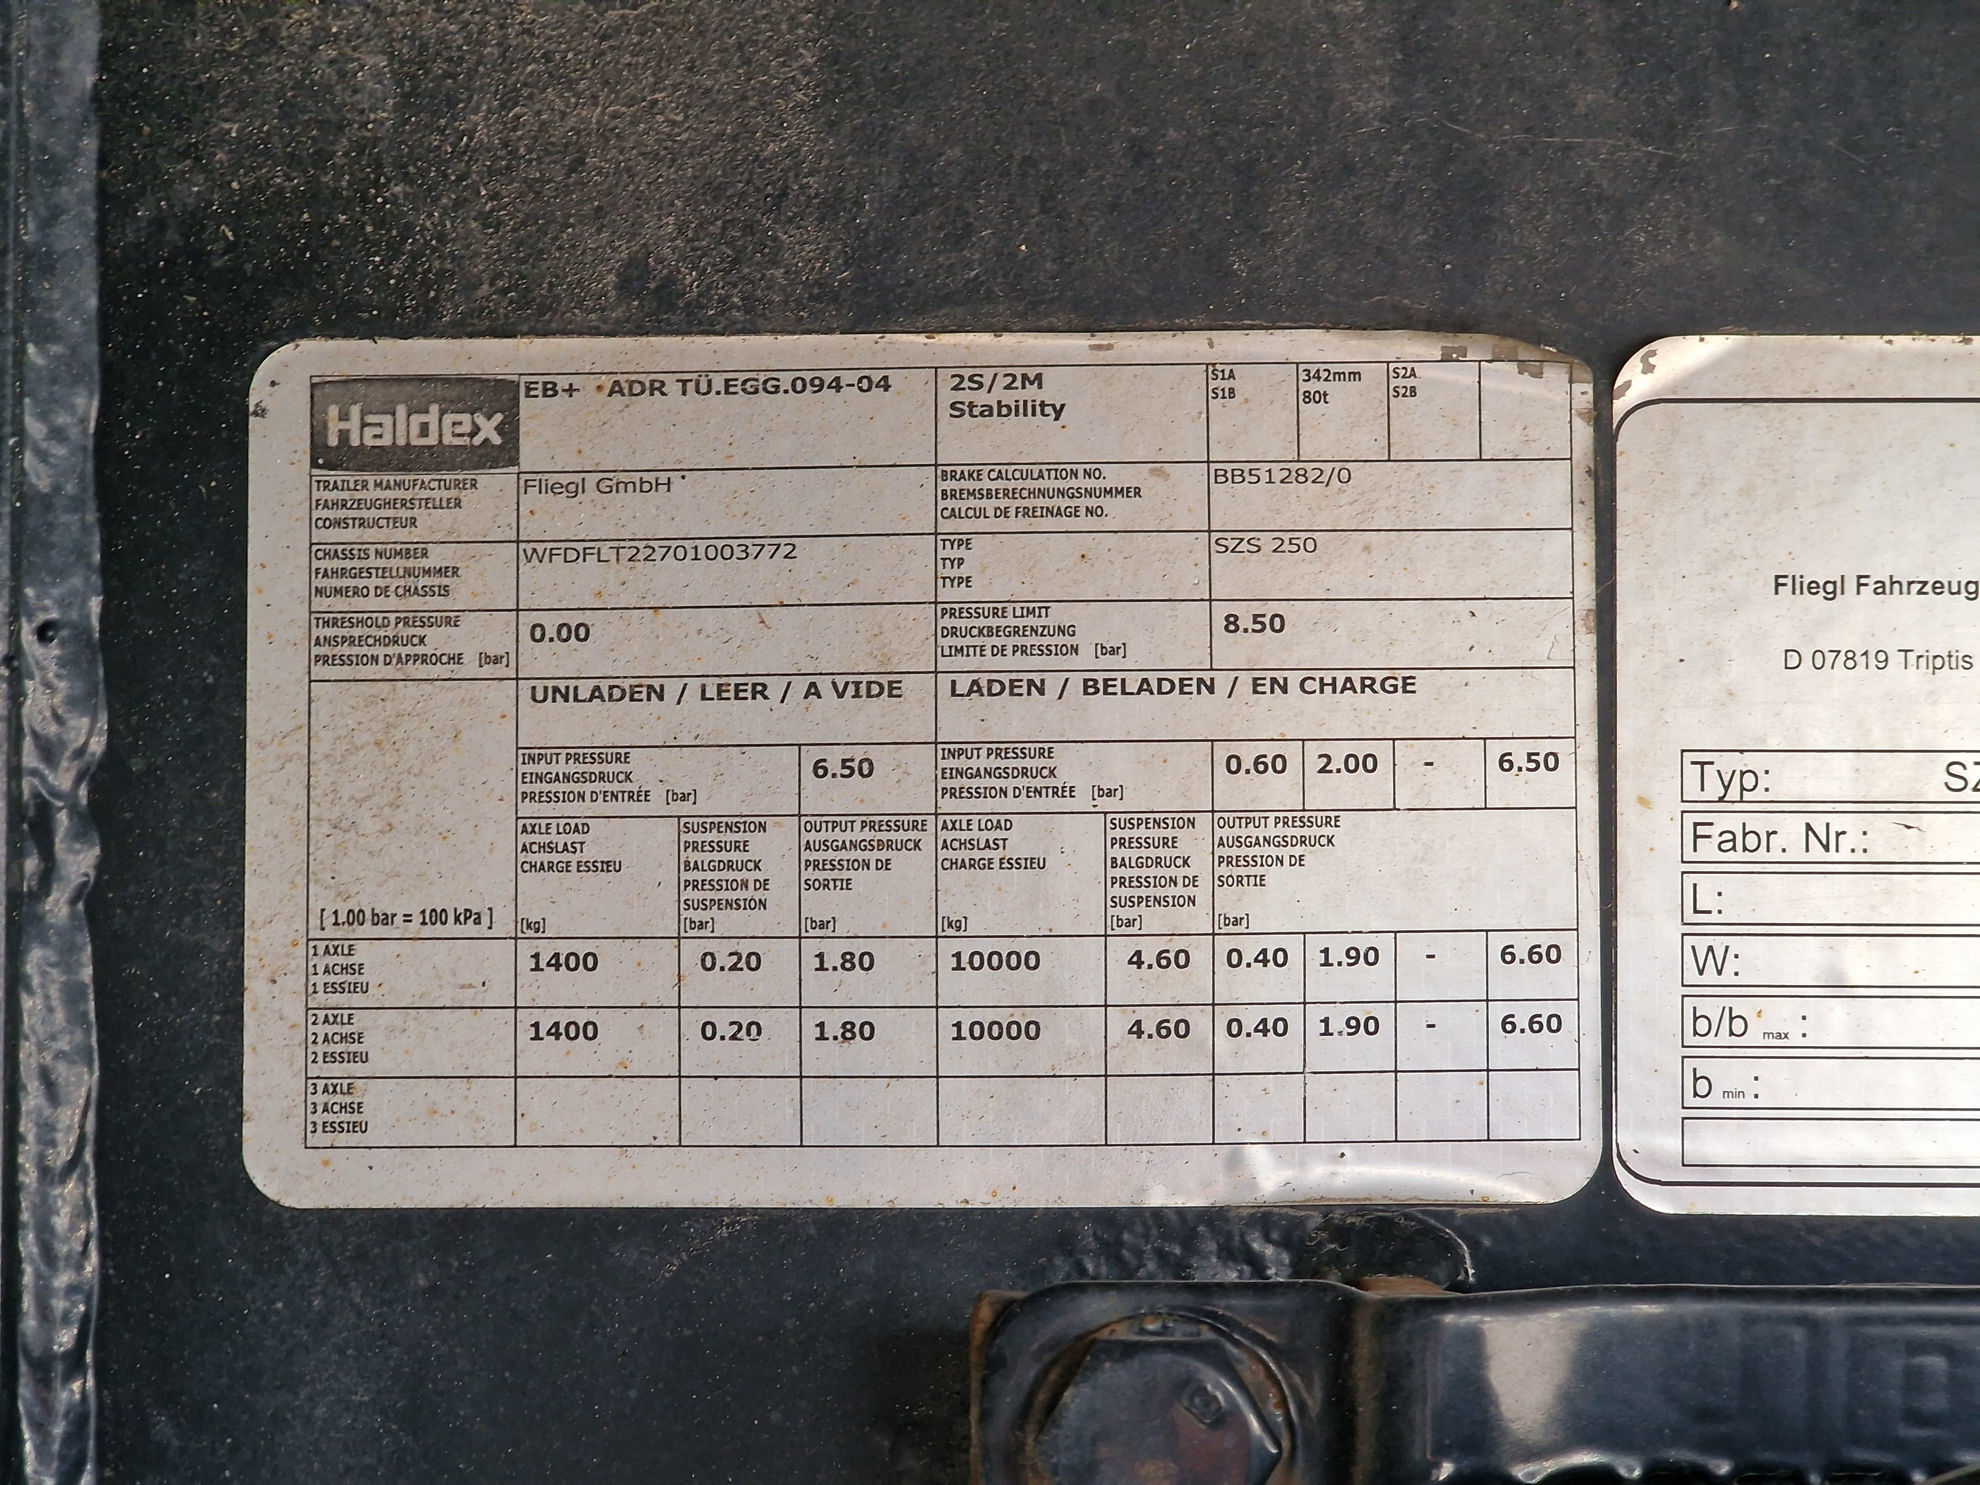 Haldex
EB+ ADR TÜ.EGG.094-04
2S/2M
Stability
S1A
S1B
342mm
80t
S2A
S2B
TRAILER MANUFACTURER
FAHRZEUGHERSTELLER
CONSTRUCTEUR
Fliegl GmbH
BRAKE CALCULATION NO.
BREMSBERECHNUNGSNUMMER
CALCUL DE FREINAGE NO.
BB51282/0
CHASSIS NUMBER
FAHRGESTELLNUMMER
NUMERO DE CHASSIS
WFDFLT22701003772
TYPE
TYP
TYPE
SZS 250
THRESHOLD PRESSURE
ANSPRECHDRUCK
PRESSION D'APPROCHE [bar]
0.00
PRESSURE LIMIT
DRUCKBEGRENZUNG
LIMITE DE PRESSION [bar]
8.50
UNLADEN / LEER / A VIDE
LADEN / BELADEN / EN CHARGE
INPUT PRESSURE
EINGANGSDRUCK
PRESSION D'ENTRÉE [bar]
6.50
INPUT PRESSURE
EINGANGSDRUCK
PRESSION D'ENTRÉE [bar]
0.60 2.00 - 6.50
[ 1.00 bar = 100 kPa ]
AXLE LOAD
ACHSLAST
CHARGE ESSIEU
[kg]
SUSPENSION
PRESSURE
BALGDRUCK
PRESSION DE
SUSPENSION
[bar]
OUTPUT PRESSURE
AUSGANGSDRUCK
PRESSION DE
SORTIE
[bar]
AXLE LOAD
ACHSLAST
CHARGE ESSIEU
[kg]
SUSPENSION
PRESSURE
BALGDRUCK
PRESSION DE
SUSPENSION
[bar]
OUTPUT PRESSURE
AUSGANGSDRUCK
PRESSION DE
SORTIE
[bar]
1 AXLE
1 ACHSE
1 ESSIEU
1400 0.20 1.80 10000 4.60 0.40 1.90 - 6.60
2 AXLE
2 ACHSE
2 ESSIEU
1400 0.20 1.80 10000 4.60 0.40 1.90 - 6.60
3 AXLE
3 ACHSE
3 ESSIEU
Fliegl Fahrzeug
D 07819 Triptis
Typ: SZ
Fabr. Nr.:
L:
W:
b/b max :
b min :